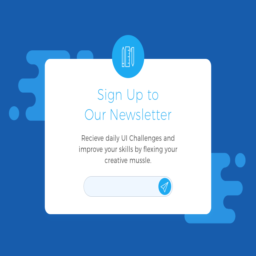 Sign Up to
Our Newsletter
Recieve daily UI Challenges and
improve your skills by flexing your
creative mussle.